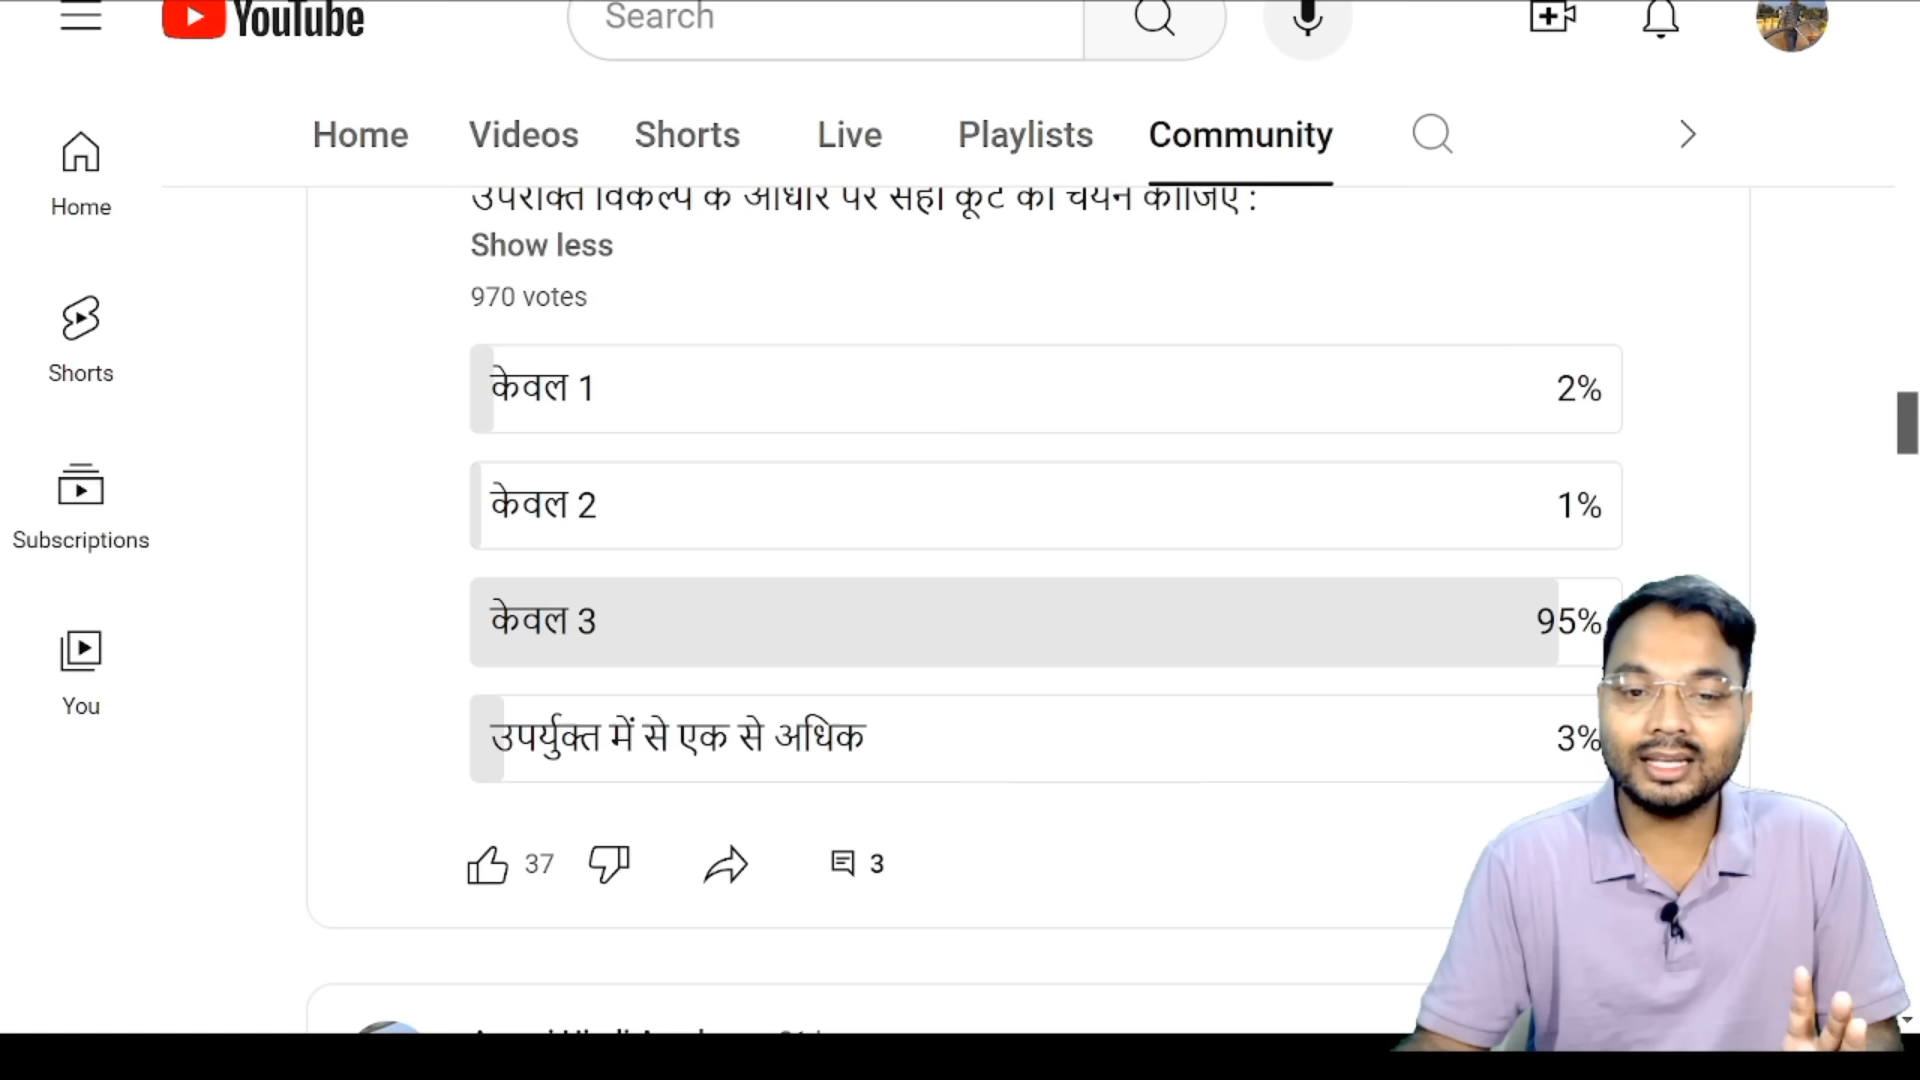 YouTube
Search
Home
Videos
Shorts
Live
Playlists
Community
Home
Shorts
Subscriptions
You
उपरोक्त विकल्प के आधार पर सही कूट का चयन कीजिए :
Show less
970 votes
केवल 1
2%
केवल 2
1%
केवल 3
95%
उपर्युक्त में से एक से अधिक
3%
37
3